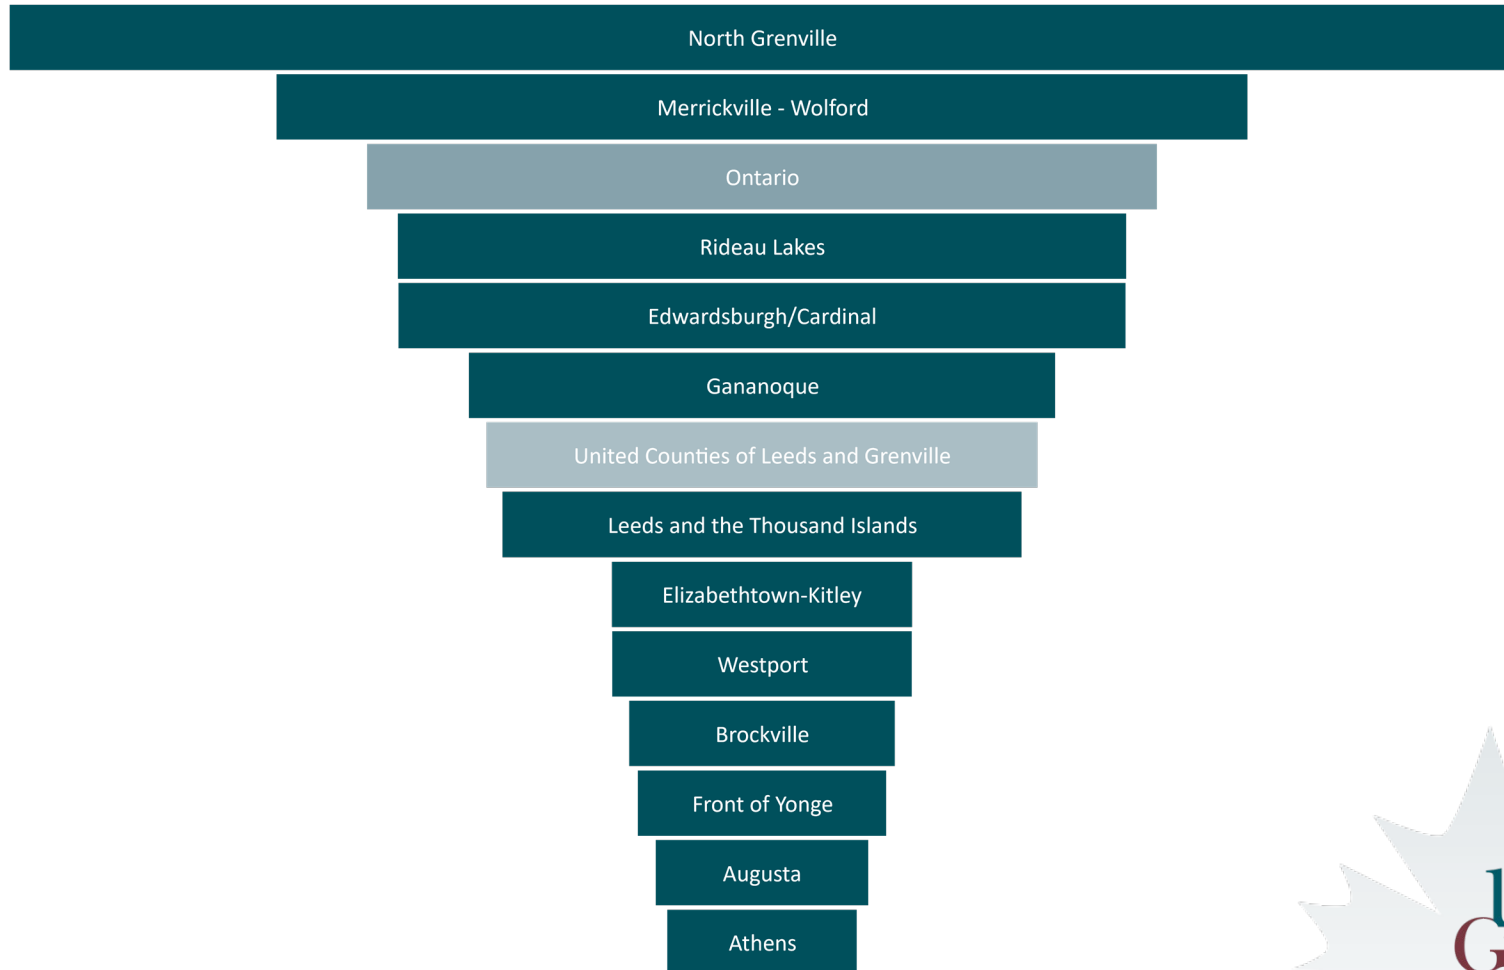 North Grenville
Merrickville - Wolford
Ontario
Rideau Lakes
Edwardsburgh/Cardinal
Gananoque
United Counties of Leeds and Grenville
Leeds and the Thousand Islands
Elizabethtown-Kitley
Westport
Brockville
Front of Yonge
Augusta
Athens